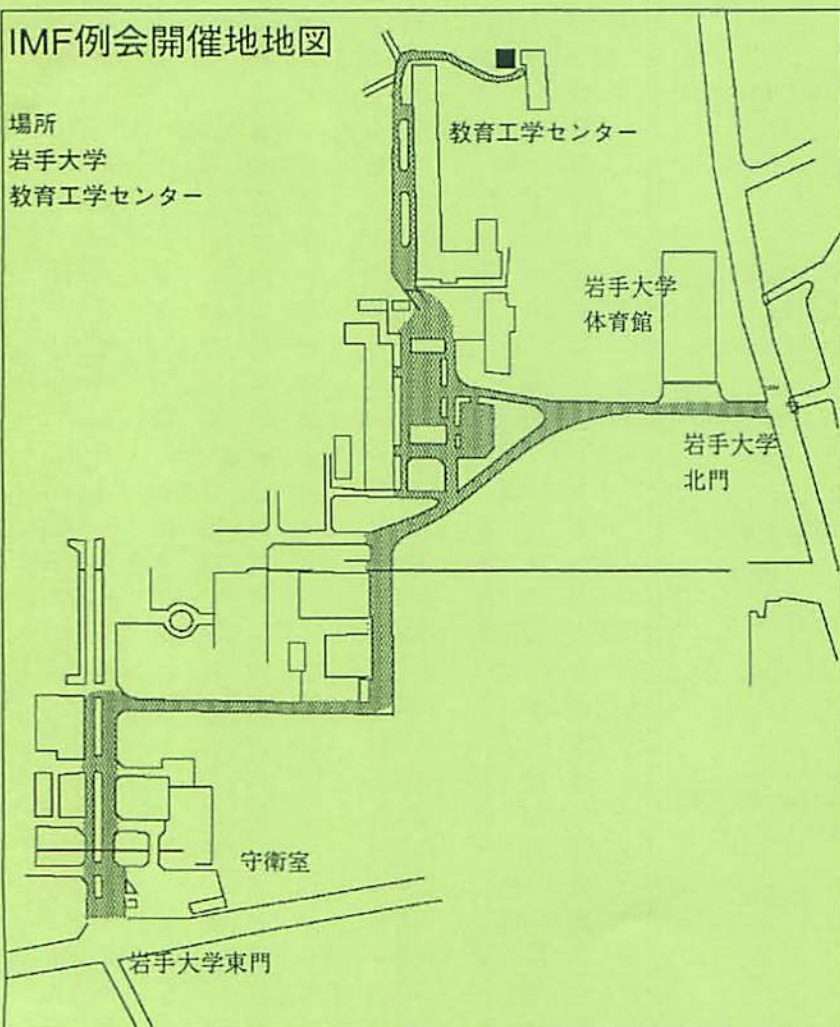 IMF例会開催地地図
場所
岩手大学
教育工学センター
教育工学センター
岩手大学
体育館
岩手大学
北門
守衛室
岩手大学東門